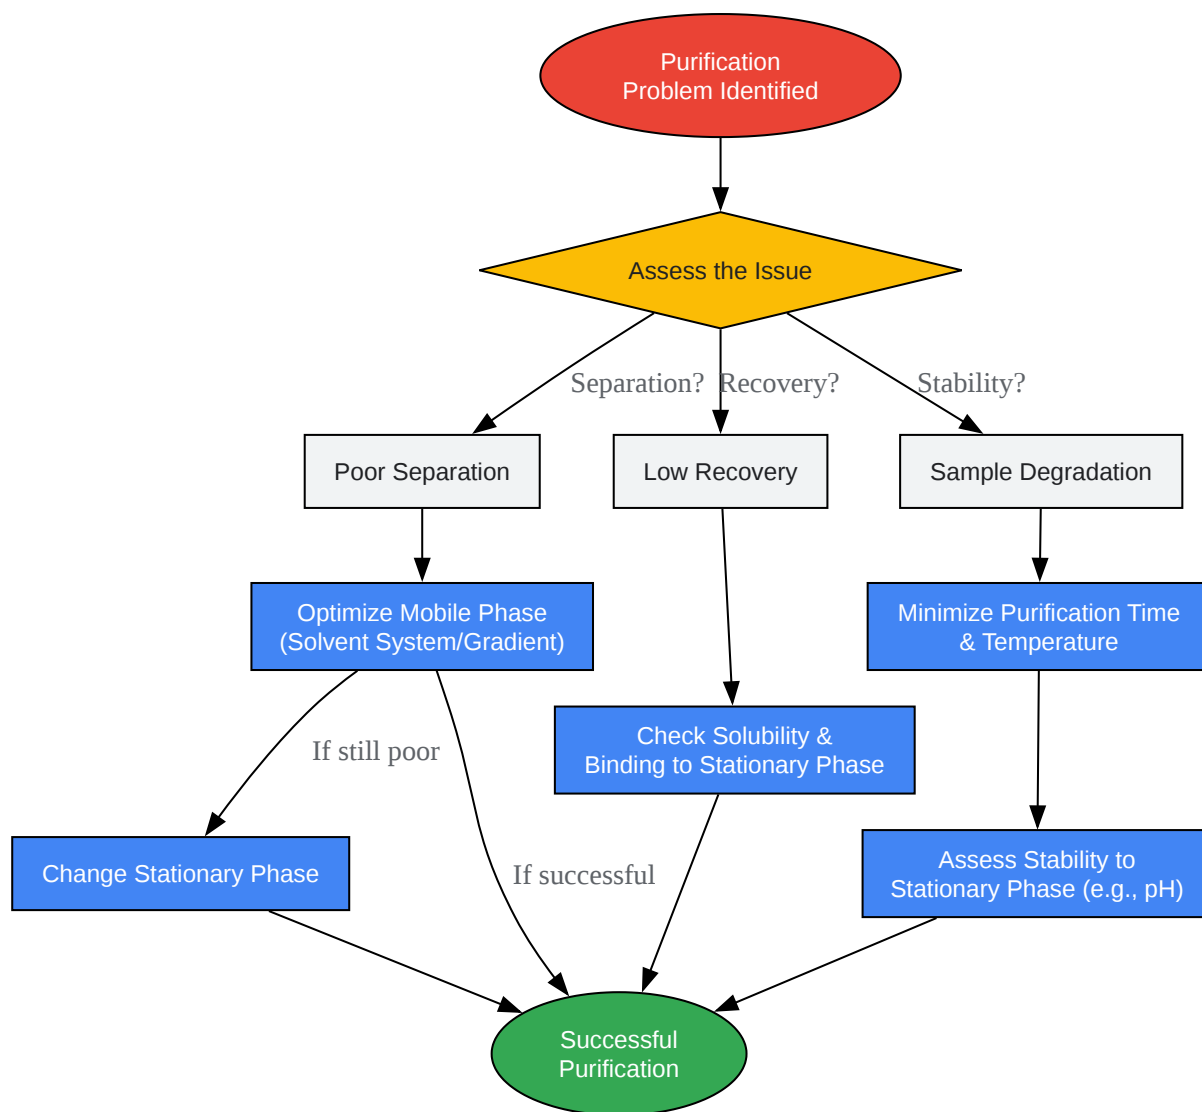 Purification
Problem Identified
Assess the Issue
Separation?
Recovery?
Stability?
Poor Separation
Low Recovery
Sample Degradation
Optimize Mobile Phase
(Solvent System/Gradient)
Minimize Purification Time
& Temperature
If still poor
Check Solubility &
Binding to Stationary Phase
Change Stationary Phase
If successful
Assess Stability to
Stationary Phase (e.g., pH)
Successful
Purification